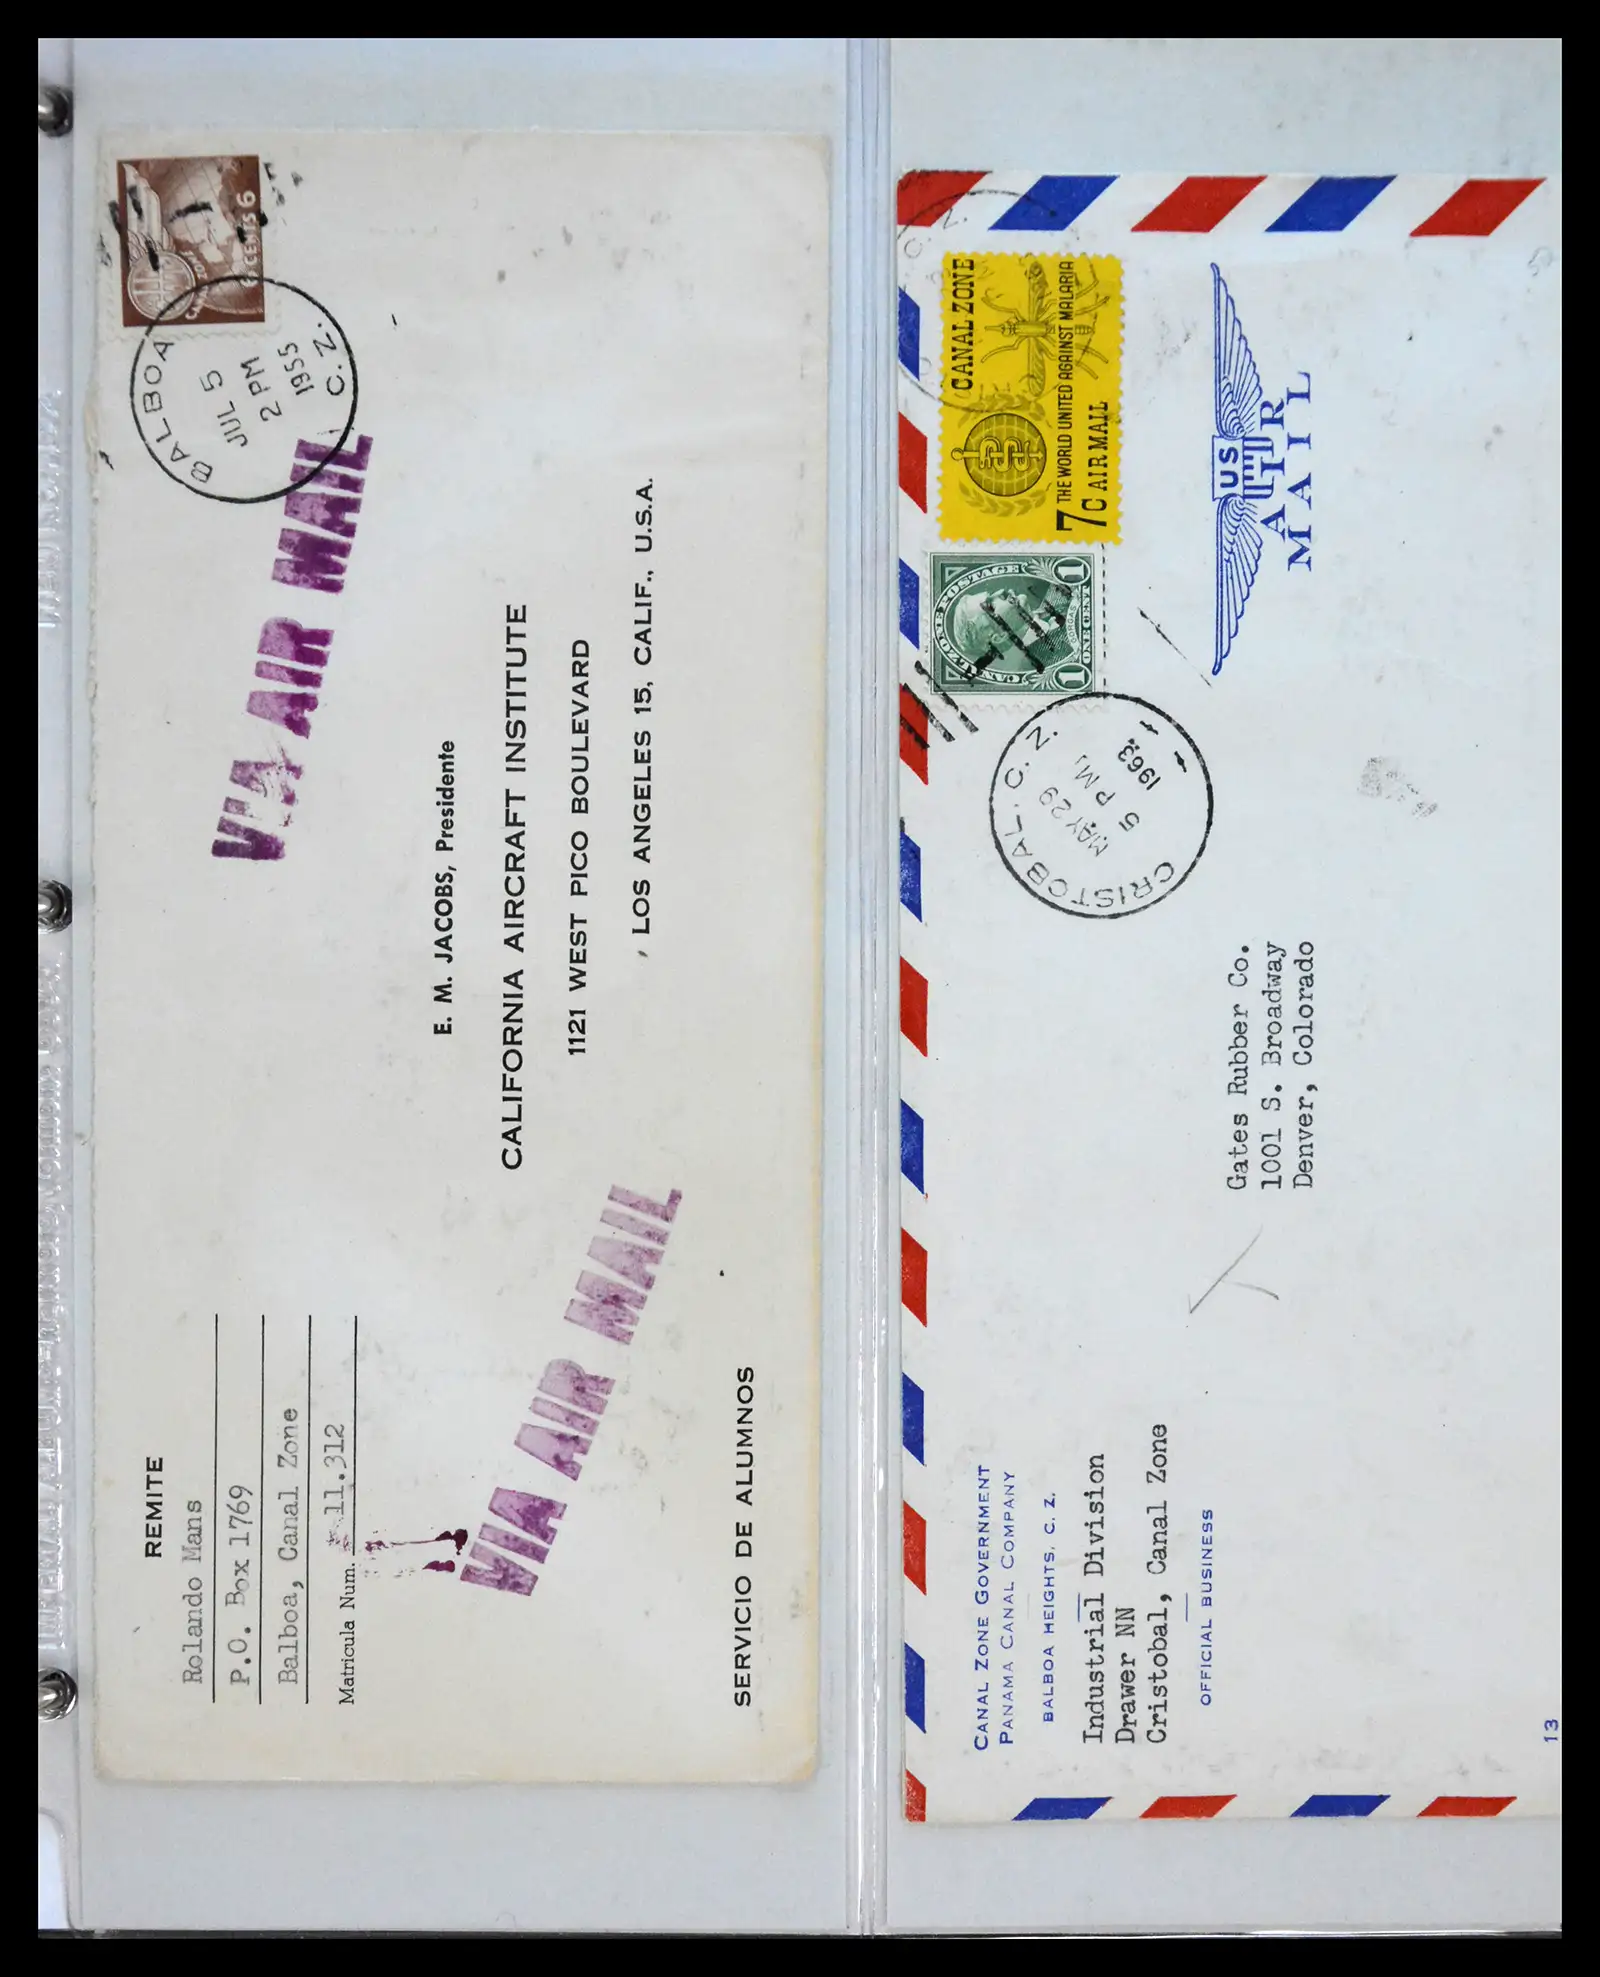 6 CENTS 6
BALBOA
JUL 5
2 PM
1955
C.Z.
VIA AIR MAIL
E. M. JACOBS, Presidente
CALIFORNIA AIRCRAFT INSTITUTE
1121 WEST PICO BOULEVARD
LOS ANGELES 15, CALIF., U.S.A.
REMITE
Rolando Mans
P.O. Box 1769
Balboa, Canal Zone
Matricula Num. 11.312
VIA AIR MAIL
SERVICIO DE ALUMNOS
C. Z.
CANAL ZONE
THE WORLD UNITED AGAINST MALARIA
7c AIR MAIL
CANAL ZONE POSTAGE
GORGAS
1 ONE CENT 1
CRISTOBAL, C. Z.
MAY 29
5 PM
1963
US
AIR
MAIL
Gates Rubber Co.
1001 S. Broadway
Denver, Colorado
CANAL ZONE GOVERNMENT
PANAMA CANAL COMPANY
BALBOA HEIGHTS, C. Z.
Industrial Division
Drawer NN
Cristobal, Canal Zone
OFFICIAL BUSINESS
13